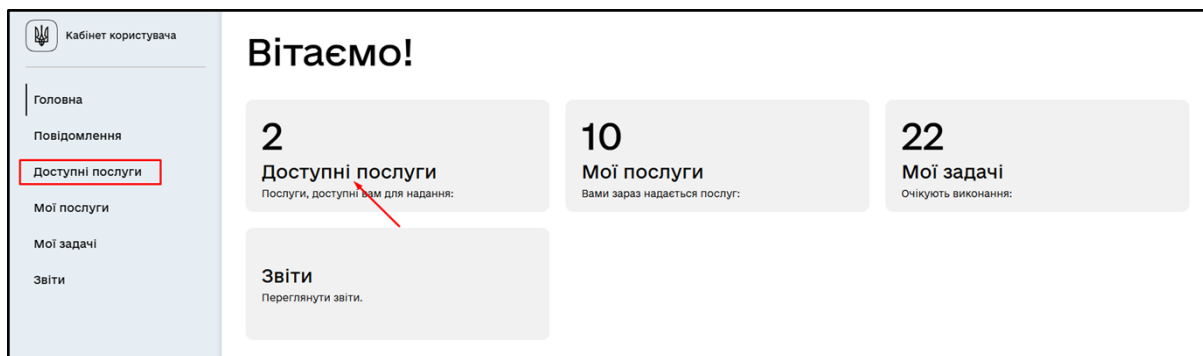 Кабінет користувача
Головна
Повідомлення
Доступні послуги
Мої послуги
Мої задачі
Звіти
Вітаємо!
2
Доступні послуги
Послуги, доступні вам для надання:
10
Мої послуги
Вами зараз надається послуг:
22
Мої задачі
Очікують виконання:
Звіти
Переглянути звіти.